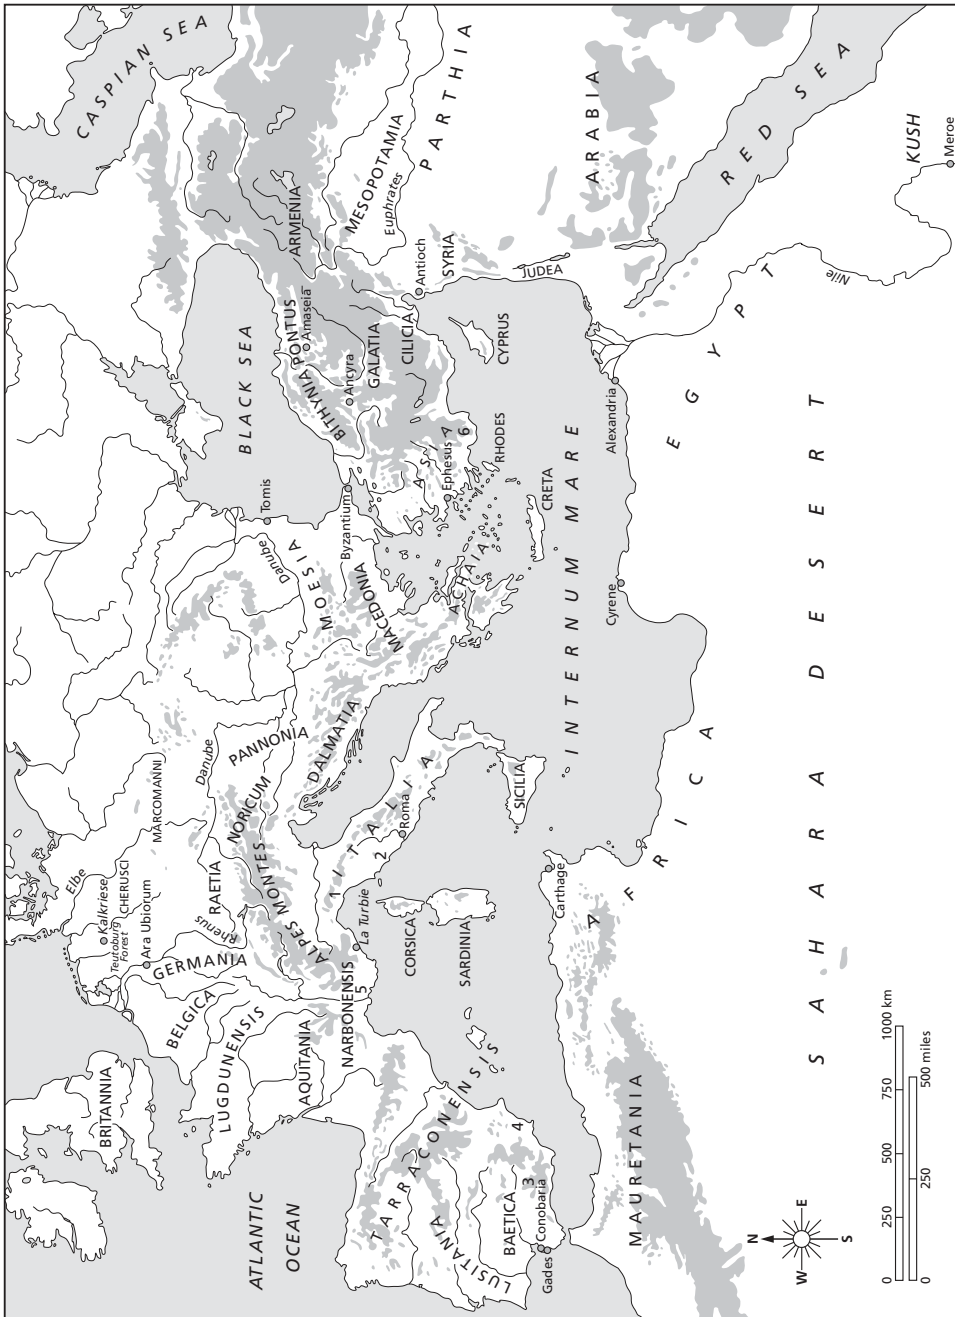 CASPIAN SEA
PARTHIA
ARABIA
RED SEA
KUSH
Meroe
MESOPOTAMIA
Euphrates
ARMENIA
Antioch
SYRIA
JUDEA
Nile
EGYPT
BLACK SEA
PONTUS
Amaseia
BITHYNIA
Ancyra
GALATIA
CILICIA
CYPRUS
ASIA
6
Ephesus
RHODES
Alexandria
Tomis
Byzantium
Danube
MOESIA
MACEDONIA
ACHAIA
CRETA
INTERNUM MARE
Cyrene
SAHARA DESERT
AFRICA
DALMATIA
PANNONIA
Danube
NORICUM
MARCOMANNI
RAETIA
ALPES MONTES
1
ITALIA
Roma
2
SICILIA
Carthage
La Turbie
CORSICA
SARDINIA
Elbe
Kalkriese
Teutoburg
Forest
CHERUSCI
Ara Ubiorum
Rhenus
GERMANIA
BELGICA
LUGDUNENSIS
AQUITANIA
NARBONENSIS
5
BRITANNIA
ATLANTIC
OCEAN
TARRACONENSIS
4
LUSITANIA
BAETICA
3
Conobaria
Gades
MAURETANIA
N
E
S
W
0 250 500 750 1000 km
0 250 500 miles